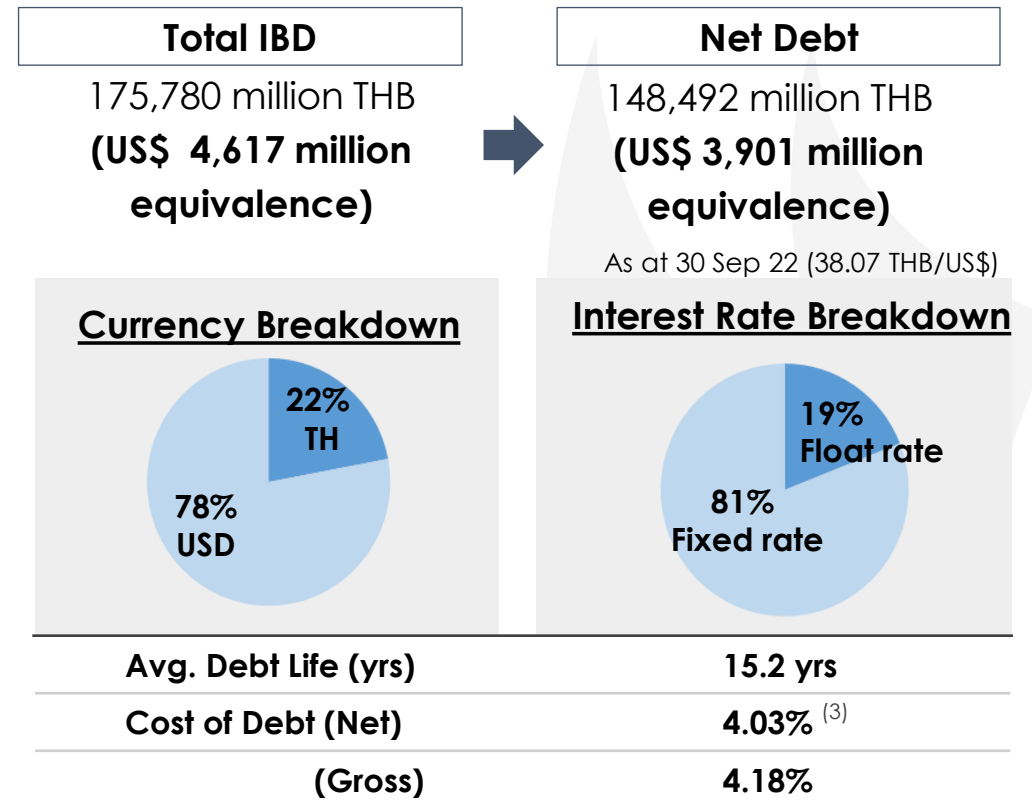 Total IBD
175,780 million THB
(US$ 4,617 million
equivalence)
Net Debt
148,492 million THB
(US$ 3,901 million
equivalence)
As at 30 Sep 22 (38.07 THB/US$)
Currency Breakdown
22%
TH
78%
USD
Interest Rate Breakdown
19%
Float rate
81%
Fixed rate
Avg. Debt Life (yrs) 15.2 yrs
Cost of Debt (Net) 4.03% (3)
(Gross) 4.18%